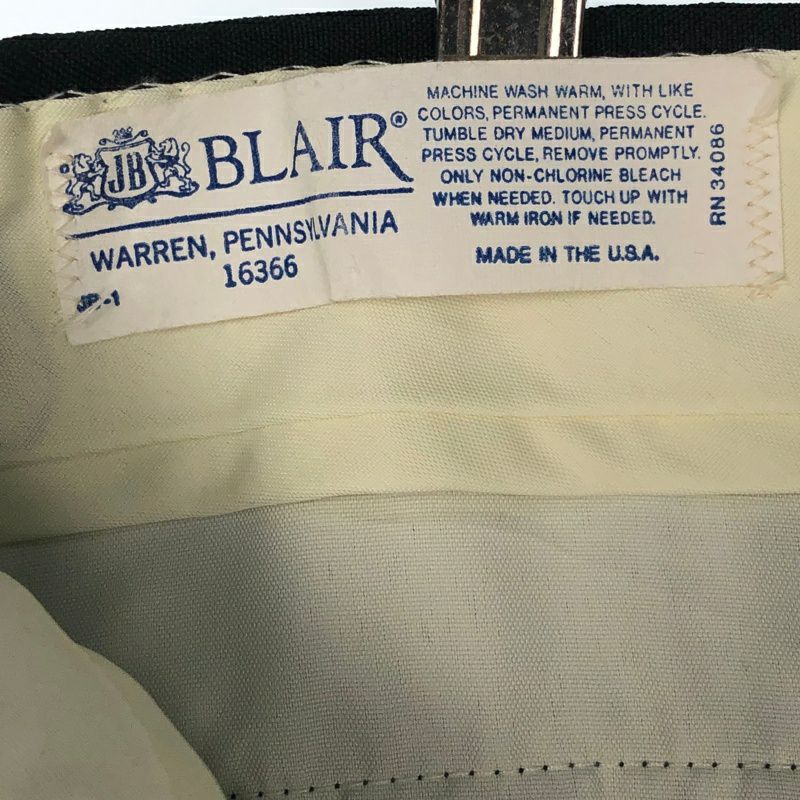 JB BLAIR®
WARREN, PENNSYLVANIA
16366
MACHINE WASH WARM, WITH LIKE
COLORS, PERMANENT PRESS CYCLE.
TUMBLE DRY MEDIUM, PERMANENT
PRESS CYCLE, REMOVE PROMPTLY.
ONLY NON-CHLORINE BLEACH
WHEN NEEDED. TOUCH UP WITH
WARM IRON IF NEEDED.
MADE IN THE U.S.A.
RN 34086